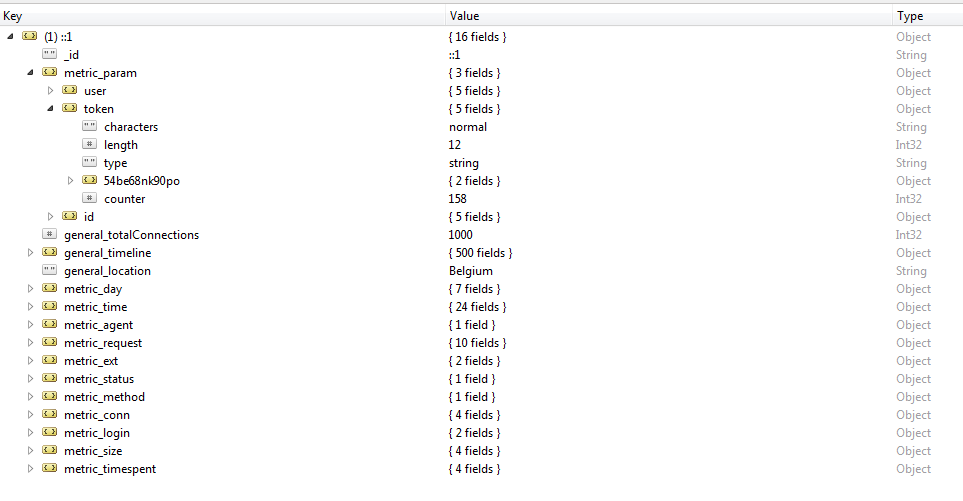 Key Value Type
(1) ::1 { 16 fields } Object
_id ::1 String
metric_param { 3 fields } Object
user { 5 fields } Object
token { 5 fields } Object
characters normal String
length 12 Int32
type string String
54be68nk90po { 2 fields } Object
counter 158 Int32
id { 5 fields } Object
general_totalConnections 1000 Int32
general_timeline { 500 fields } Object
general_location Belgium String
metric_day { 7 fields } Object
metric_time { 24 fields } Object
metric_agent { 1 field } Object
metric_request { 10 fields } Object
metric_ext { 2 fields } Object
metric_status { 1 field } Object
metric_method { 1 field } Object
metric_conn { 4 fields } Object
metric_login { 2 fields } Object
metric_size { 4 fields } Object
metric_timespent { 4 fields } Object